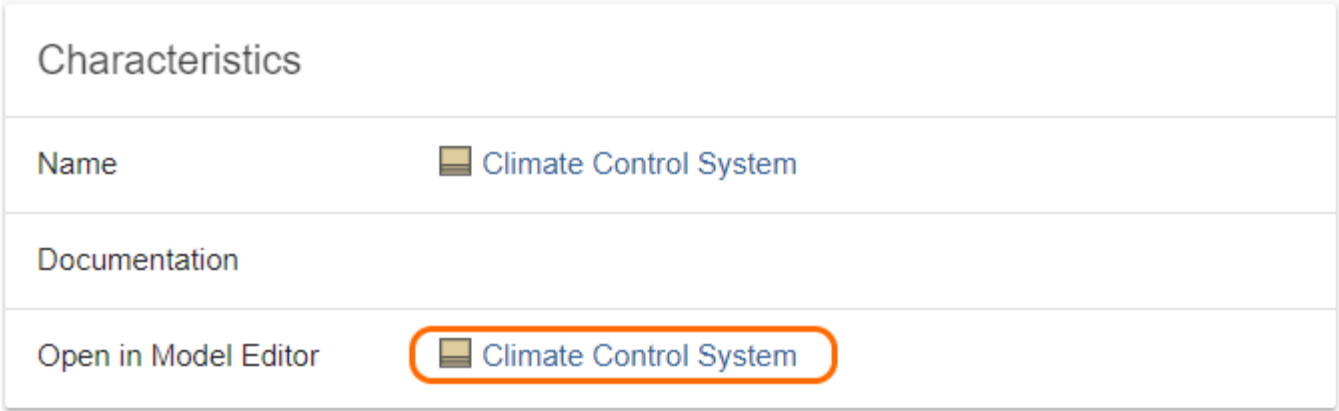 Characteristics
Name Climate Control System
Documentation
Open in Model Editor Climate Control System